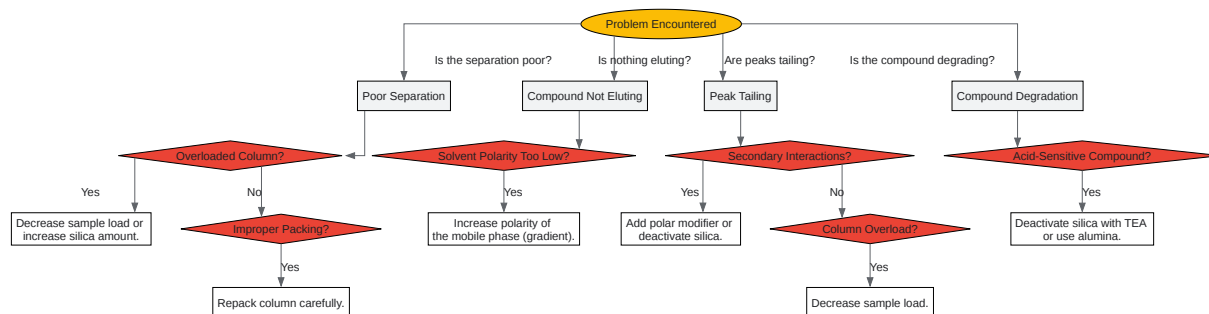 Problem Encountered
Is the separation poor?
Is nothing eluting?
Are peaks tailing?
Is the compound degrading?
Poor Separation
Compound Not Eluting
Peak Tailing
Compound Degradation
Overloaded Column?
Solvent Polarity Too Low?
Secondary Interactions?
Acid-Sensitive Compound?
Yes
No
Yes
Yes
No
Yes
Decrease sample load or
increase silica amount.
Improper Packing?
Increase polarity of
the mobile phase (gradient).
Add polar modifier or
deactivate silica.
Column Overload?
Deactivate silica with TEA
or use alumina.
Yes
Yes
Repack column carefully.
Decrease sample load.